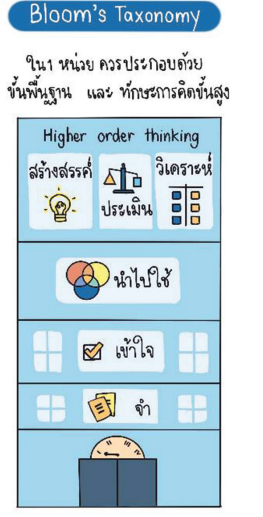 Bloom's Taxonomy
ใน 1 หน่วย ควรประกอบด้วย
ขั้นพื้นฐาน และ ทักษะการคิดขั้นสูง
Higher order thinking
สร้างสรรค์
ประเมิน
วิเคราะห์
นำไปใช้
เข้าใจ
จำ
I II III IV